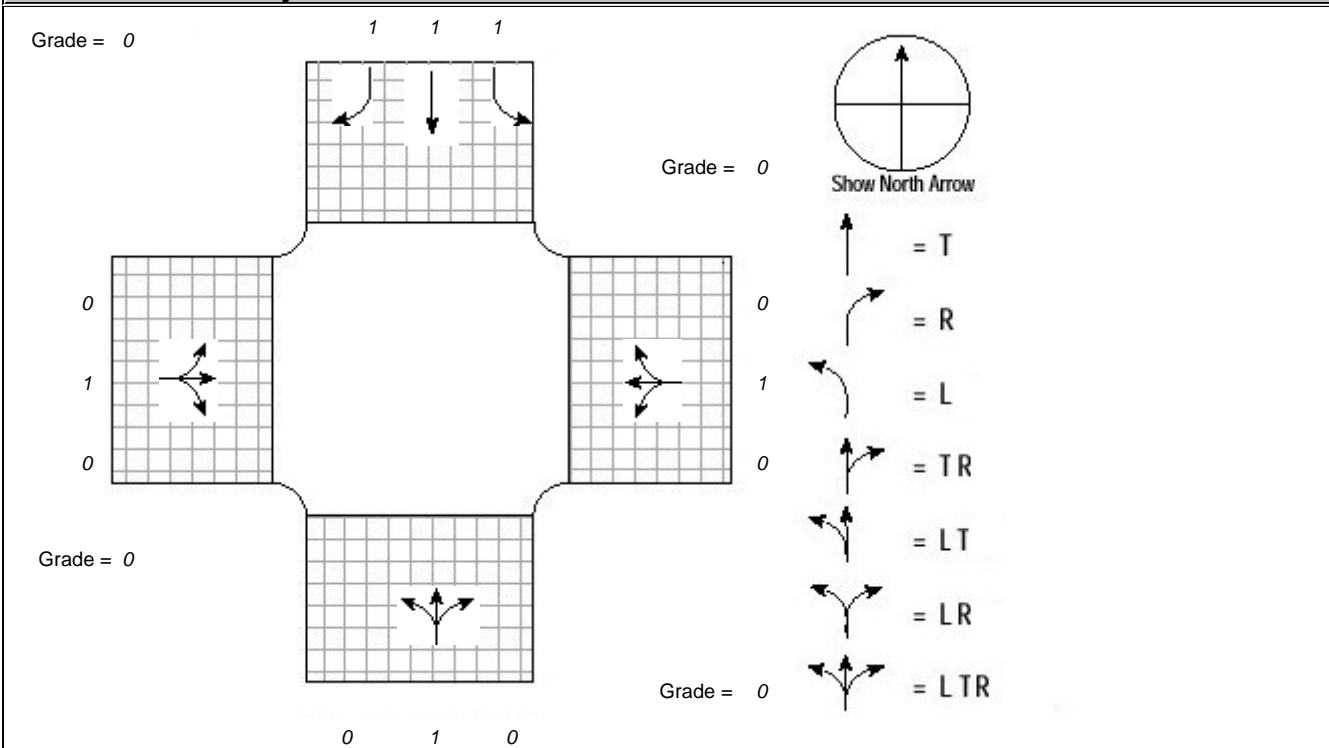 Grade = 0
1 1 1
Grade = 0
Show North Arrow
= T
0
0
= R
1
1
= L
0
0
= TR
= LT
Grade = 0
= LR
Grade = 0
= LTR
0 1 0